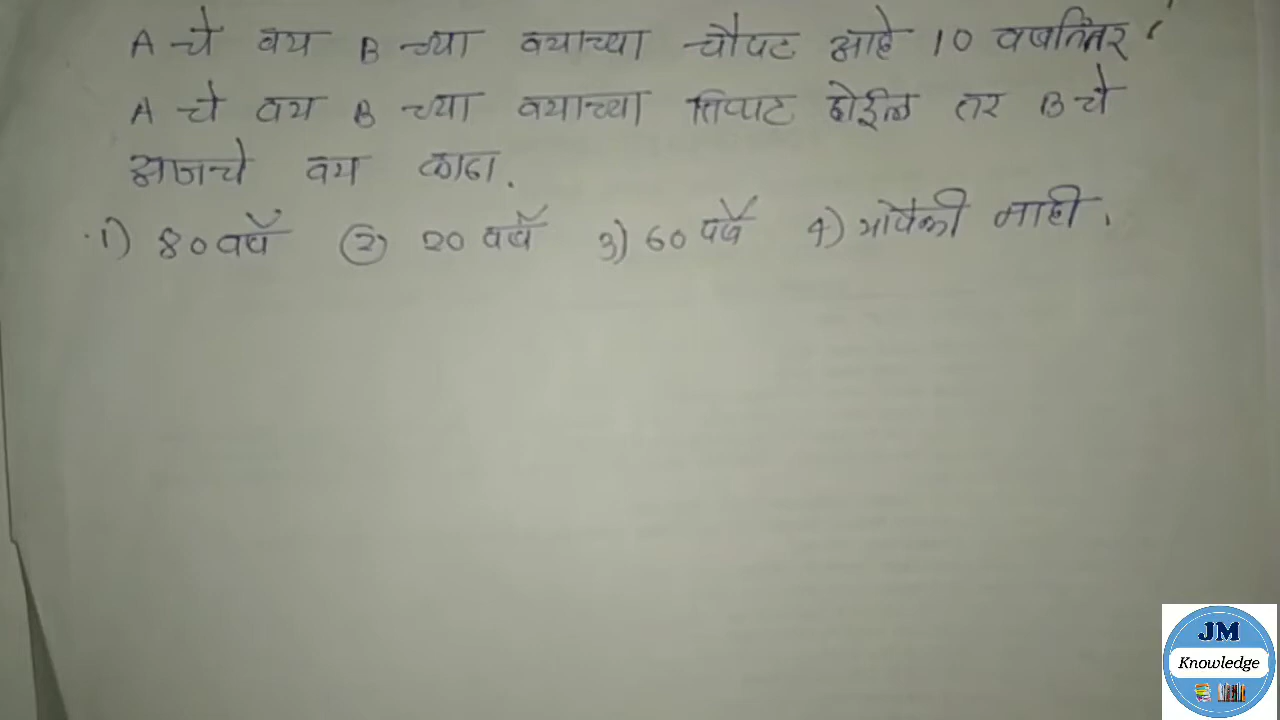 A चे वय B च्या वयाच्या चौपट आहे 10 वर्षानंतर
A चे वय B च्या वयाच्या तिप्पट होईल तर B चे
आजचे वय काढा.
1) 80 वर्षे 2) 20 वर्षे 3) 60 वर्षे 4) यापैकी नाही.
JM
Knowledge